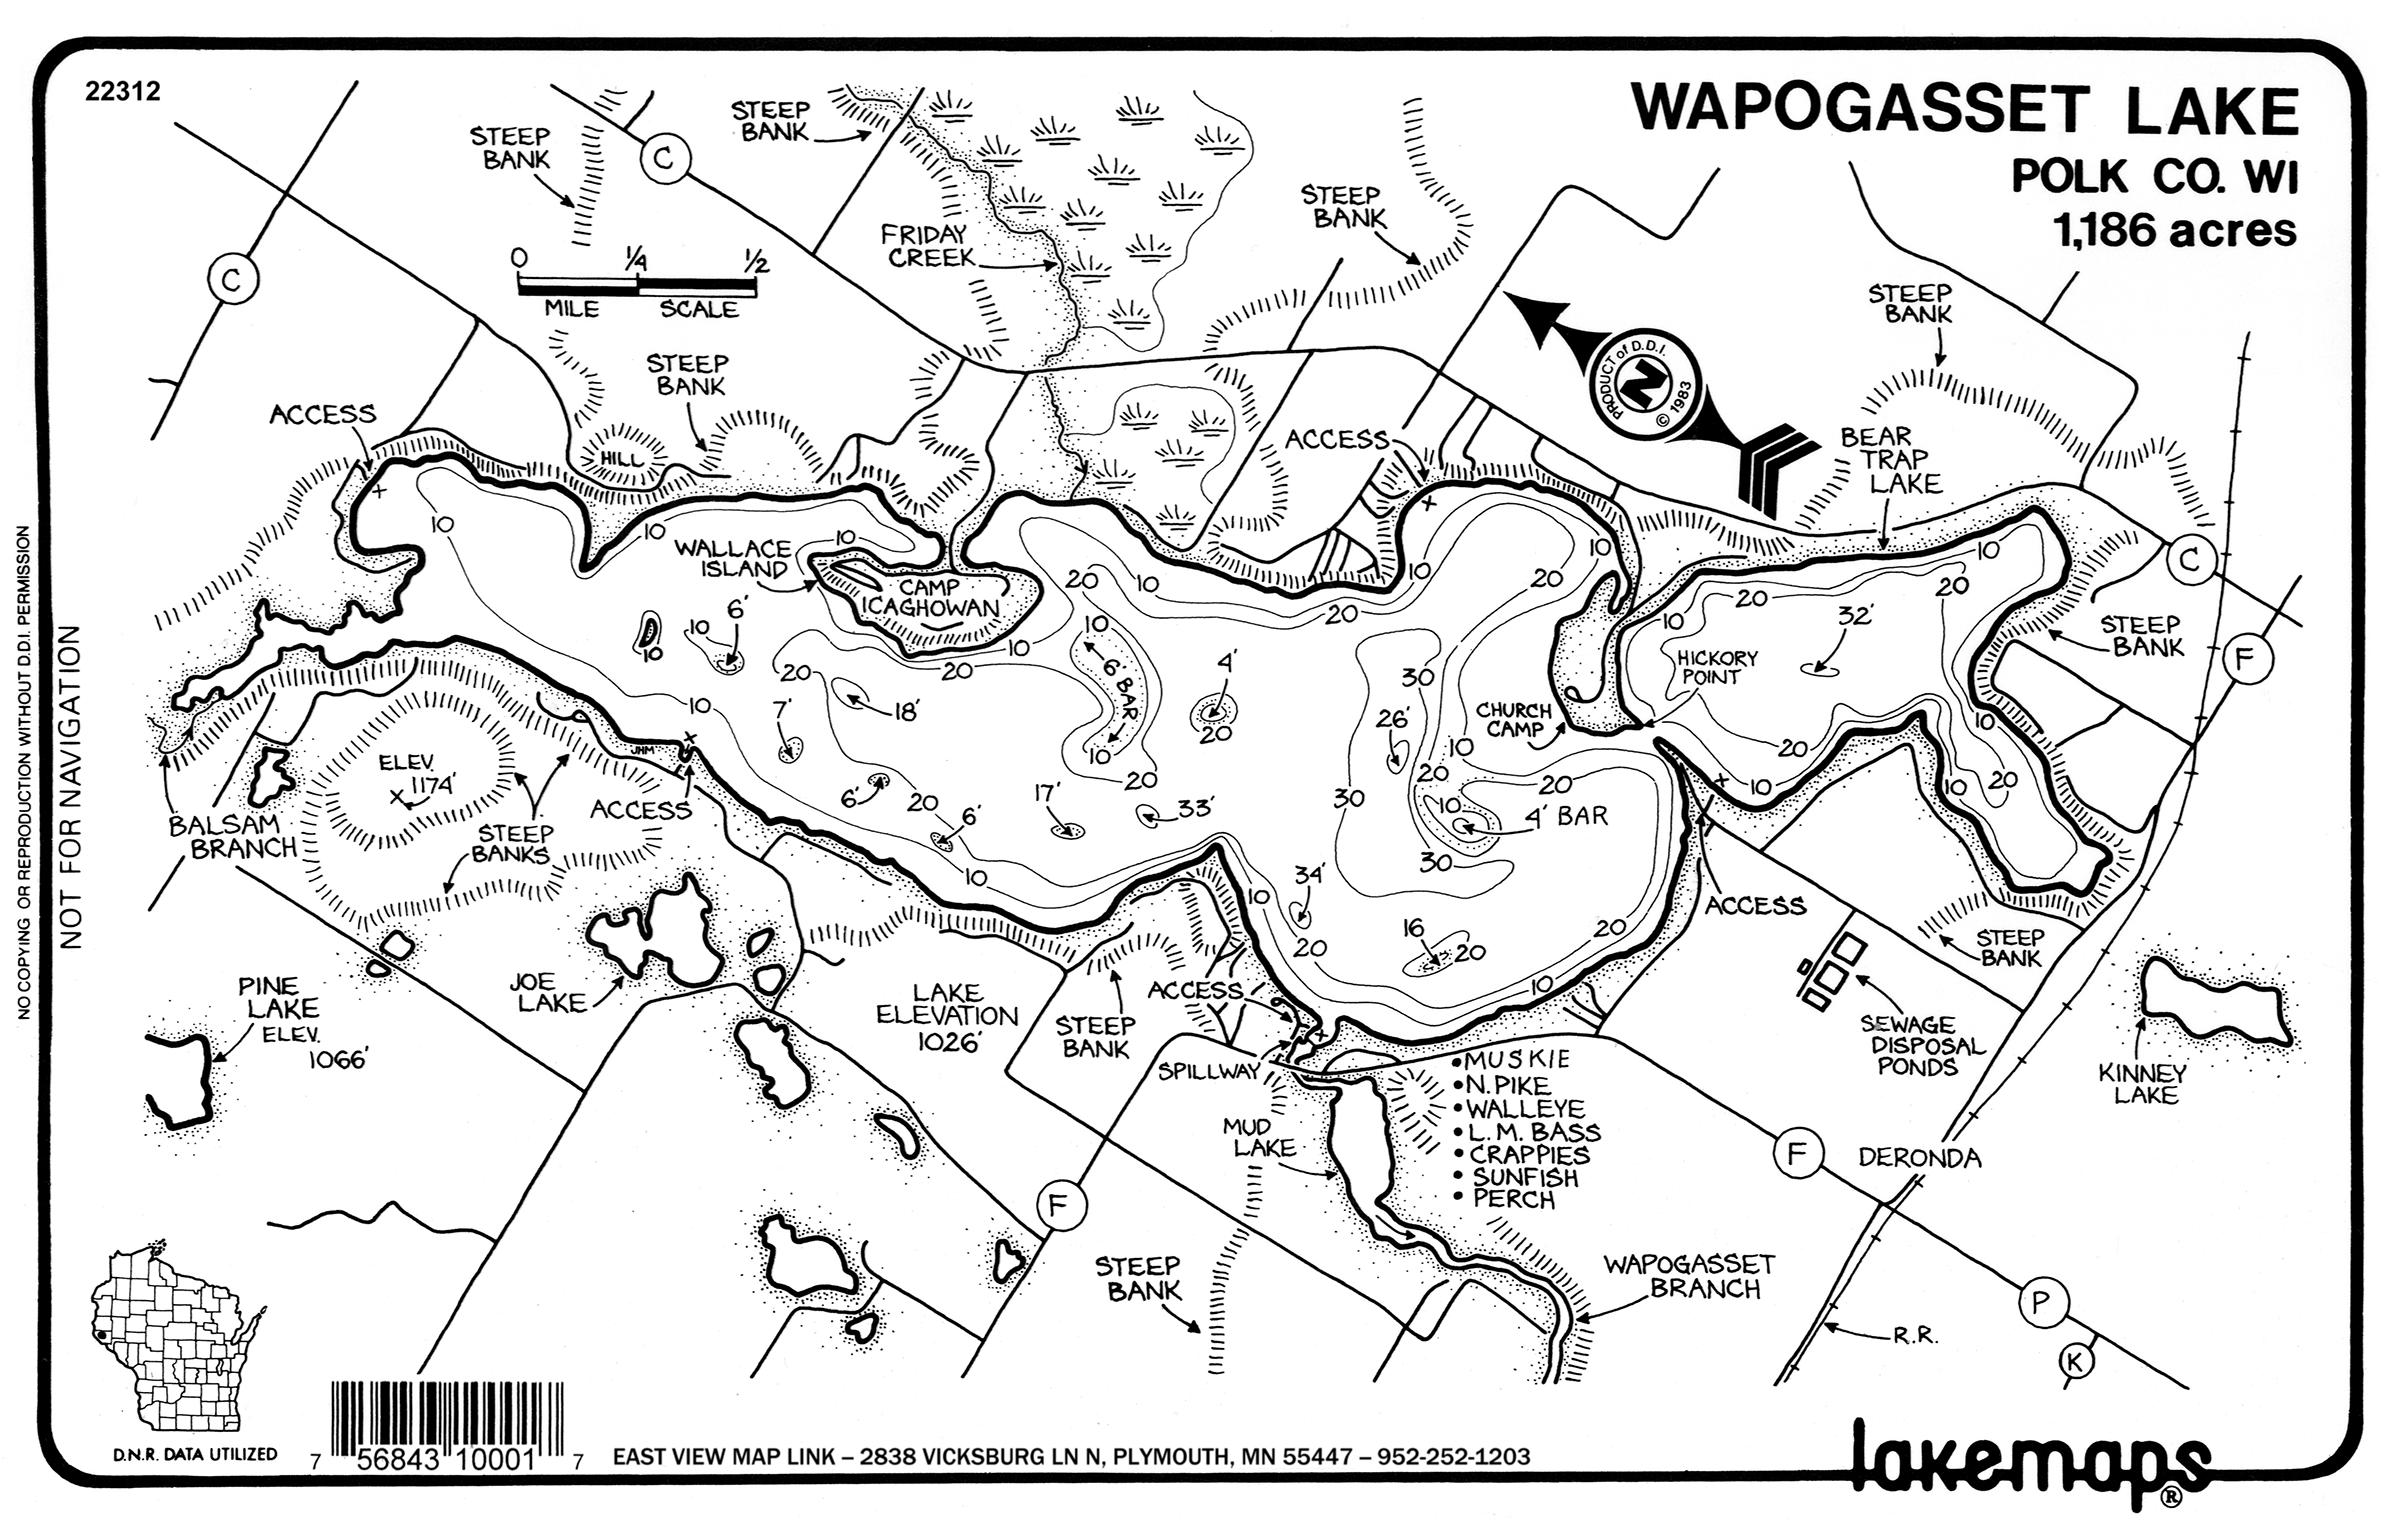 22312
WAPOGASSET LAKE
POLK CO. WI
1,186 acres
STEEP
BANK
C
STEEP
BANK
FRIDAY
CREEK
STEEP
BANK
C
0 1/4 1/2
MILE SCALE
STEEP
BANK
PRODUCT of D.D.I.
N
© 1983
STEEP
BANK
ACCESS
HILL
ACCESS
BEAR
TRAP
LAKE
C
F
STEEP
BANK
WALLACE
ISLAND
CAMP
ICAGHOWAN
10
10
10
10
10
6'
10
20
10
20
10
20
10
20
10
20
10
20
32'
20
10
HICKORY
POINT
CHURCH
CAMP
10
6' BAR
10
20
4'
20
30
26'
10
20
20
10
4' BAR
30
30
20
18'
7'
10
6'
20
6'
17'
33'
10
34'
10
20
16
20
20
10
20
10
10
10
20
JHM
ELEV.
1174'
ACCESS
STEEP
BANKS
BALSAM
BRANCH
PINE
LAKE
ELEV.
1066'
JOE
LAKE
LAKE
ELEVATION
1026'
STEEP
BANK
ACCESS
SPILLWAY
ACCESS
STEEP
BANK
SEWAGE
DISPOSAL
PONDS
KINNEY
LAKE
MUD
LAKE
• MUSKIE
• N. PIKE
• WALLEYE
• L. M. BASS
• CRAPPIES
• SUNFISH
• PERCH
F
F
DERONDA
STEEP
BANK
WAPOGASSET
BRANCH
R.R.
P
K
D.N.R. DATA UTILIZED
7 56843 10001 7
EAST VIEW MAP LINK – 2838 VICKSBURG LN N, PLYMOUTH, MN 55447 – 952-252-1203
lakemaps®
NOT FOR NAVIGATION
NO COPYING OR REPRODUCTION WITHOUT D.D.I. PERMISSION